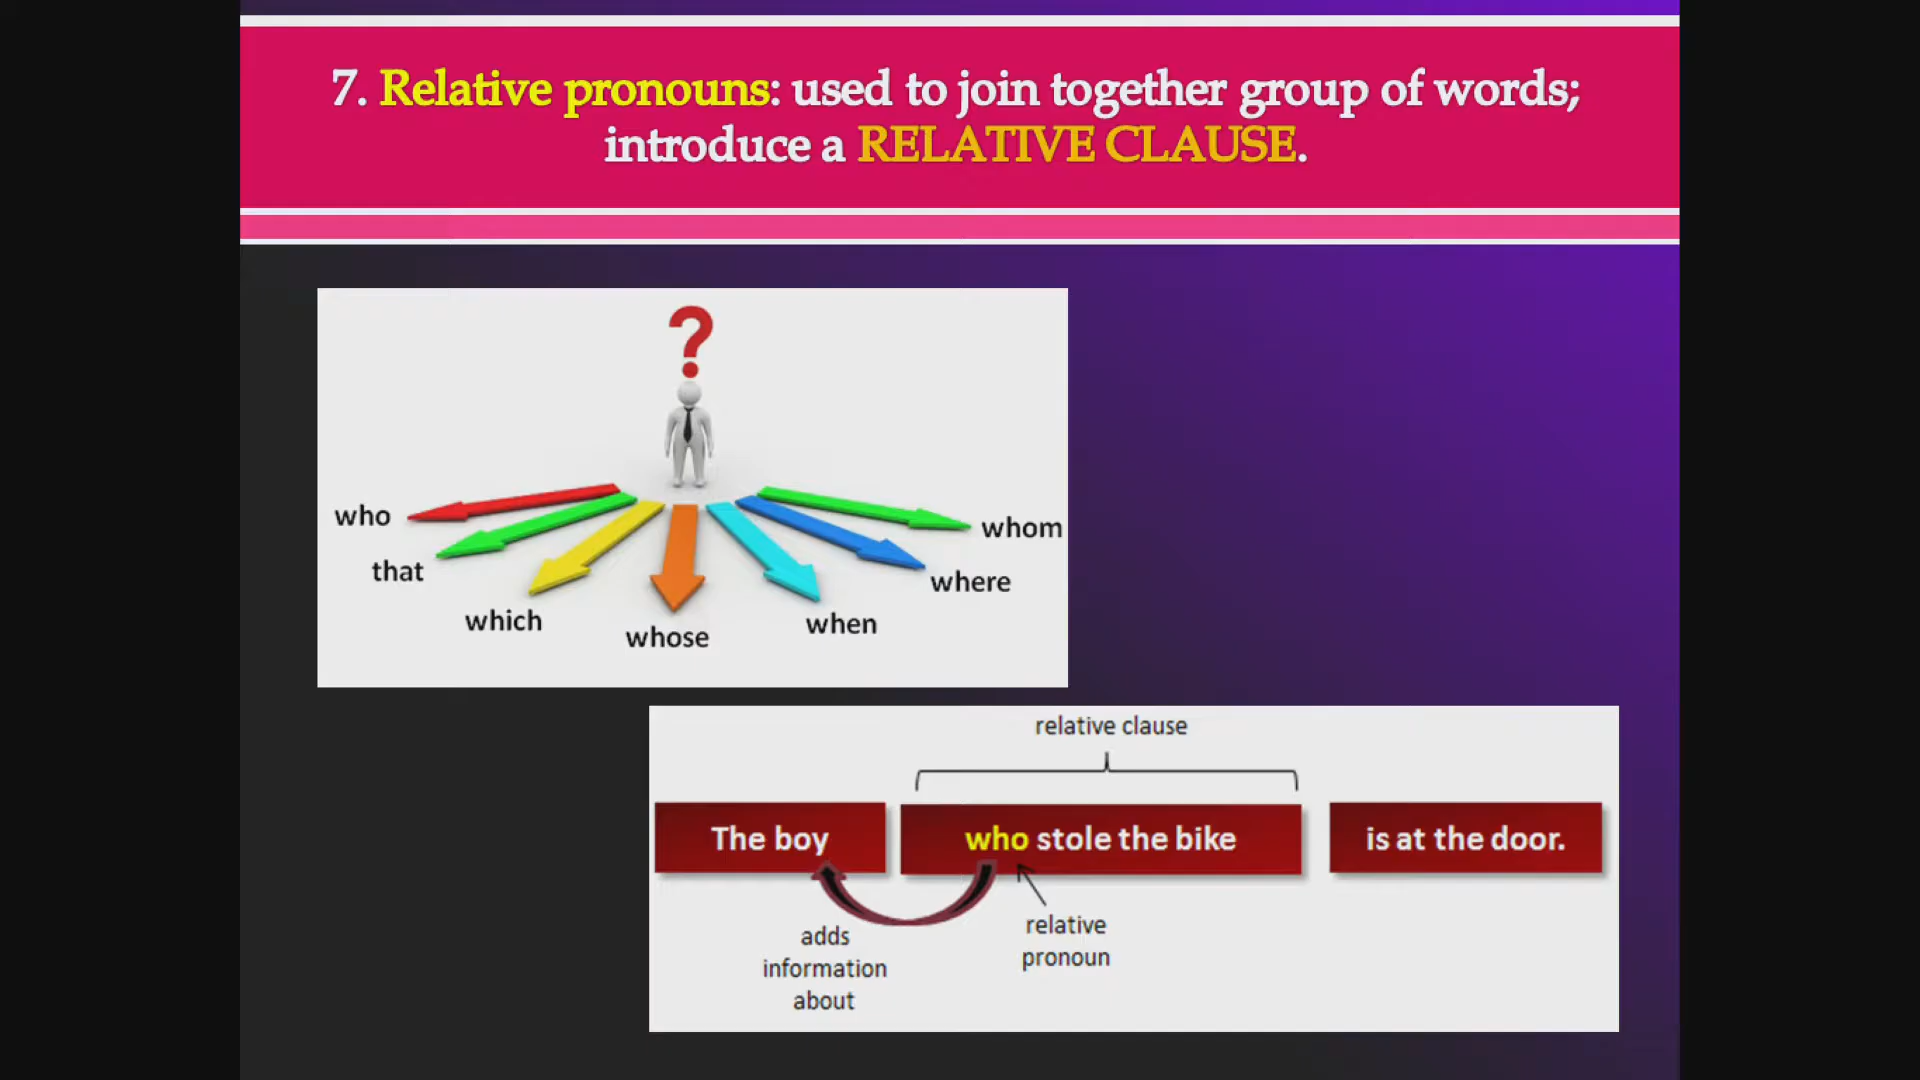 7. Relative pronouns: used to join together group of words;
introduce a RELATIVE CLAUSE.
?
who
that
which
whose
when
where
whom
relative clause
The boy
who stole the bike
is at the door.
adds
information
about
relative
pronoun